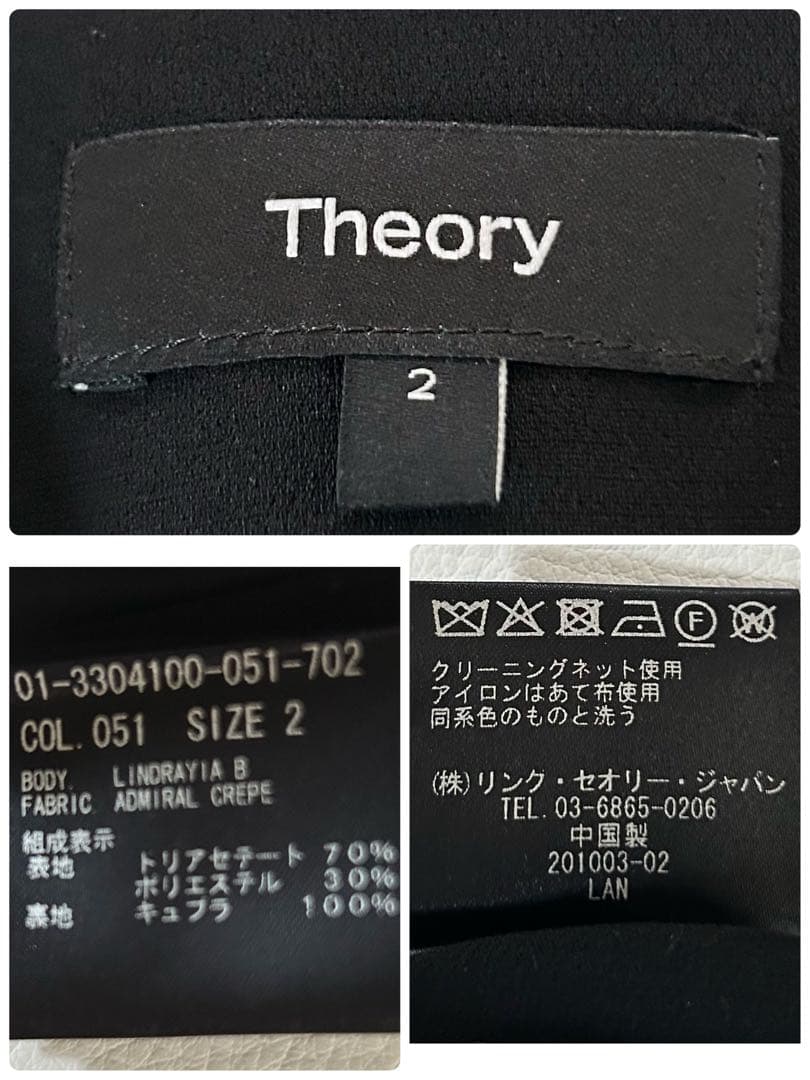 Theory
2
01-3304100-051-702
COL. 051 SIZE 2
BODY. LINDRAYIA B
FABRIC ADMIRAL CREPE
組成表示
表地 トリアセテート 70%
ポリエステル 30%
裏地 キュプラ 100%
F
W
クリーニングネット使用
アイロンはあて布使用
同系色のものと洗う
(株)リンク・セオリー・ジャパン
TEL. 03-6865-0206
中国製
201003-02
LAN